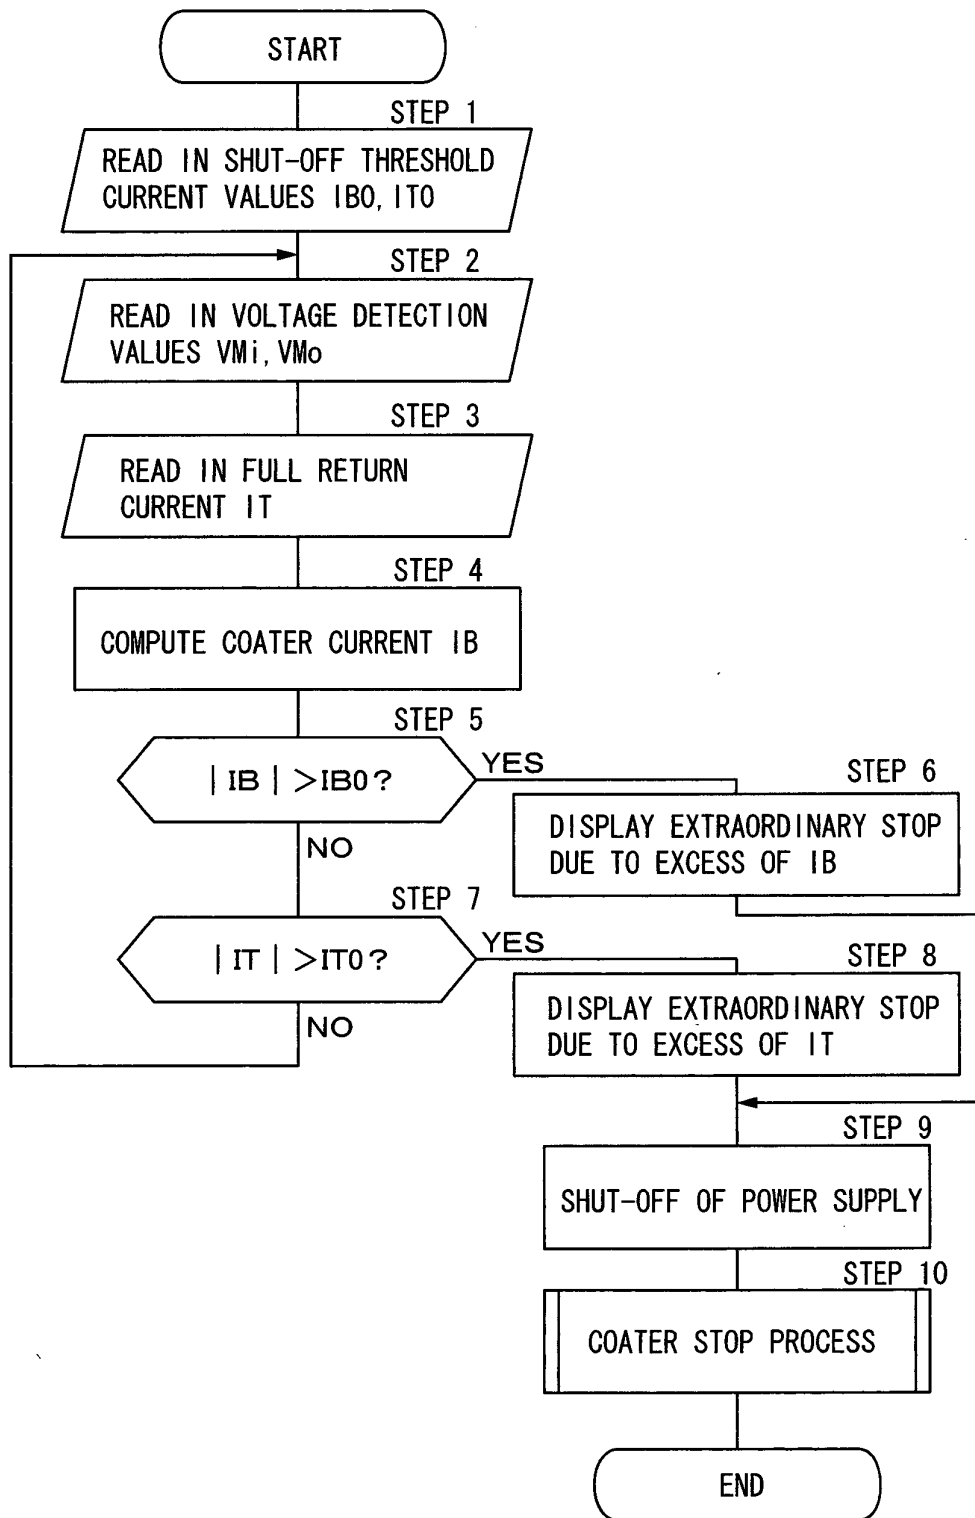 START
STEP 1
READ IN SHUT-OFF THRESHOLD
CURRENT VALUES IB0, IT0
STEP 2
READ IN VOLTAGE DETECTION
VALUES VMi, VMo
STEP 3
READ IN FULL RETURN
CURRENT IT
STEP 4
COMPUTE COATER CURRENT IB
STEP 5
| IB | >IB0?
YES
NO
STEP 6
DISPLAY EXTRAORDINARY STOP
DUE TO EXCESS OF IB
STEP 7
| IT | >IT0?
YES
NO
STEP 8
DISPLAY EXTRAORDINARY STOP
DUE TO EXCESS OF IT
STEP 9
SHUT-OFF OF POWER SUPPLY
STEP 10
COATER STOP PROCESS
END